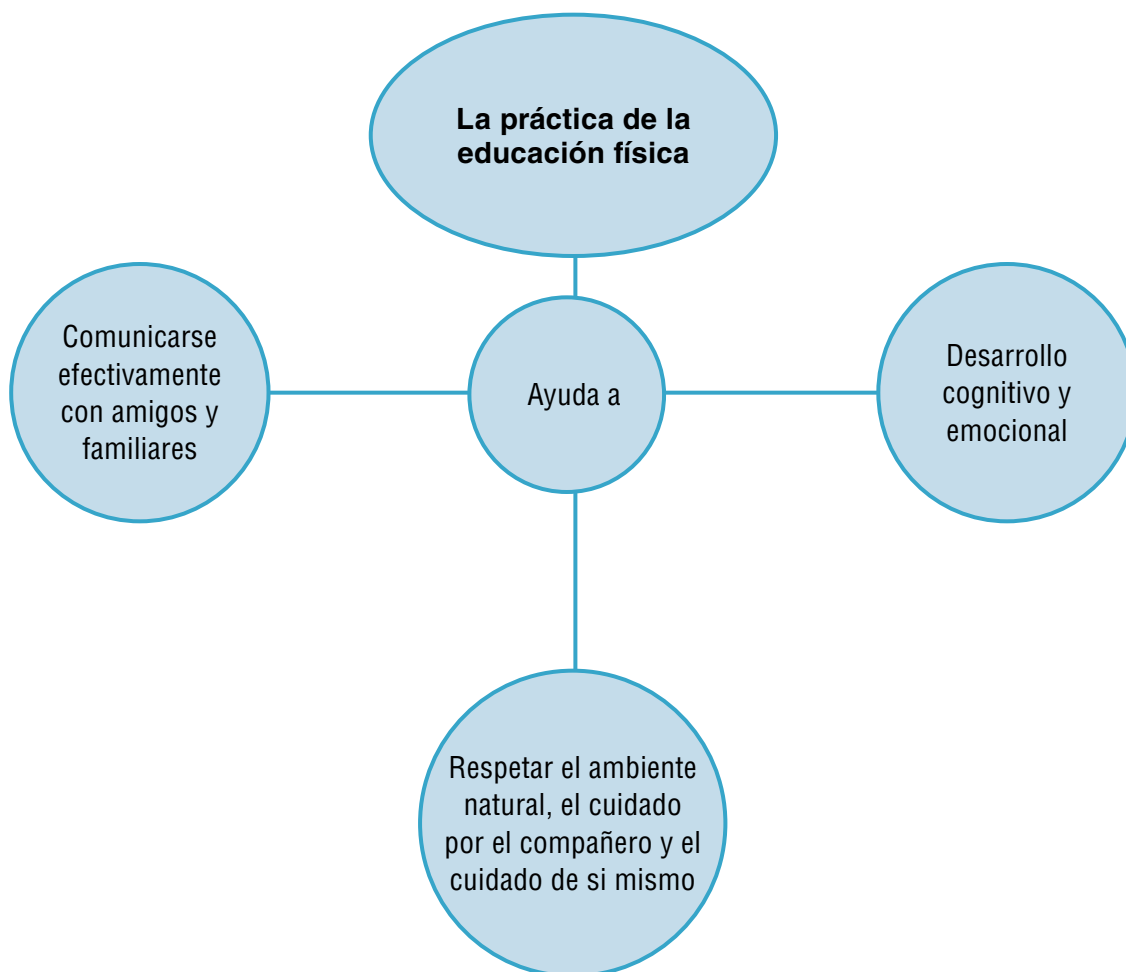 La práctica de la
educación física
Comunicarse
efectivamente
con amigos y
familiares
Ayuda a
Desarrollo
cognitivo y
emocional
Respetar el ambiente
natural, el cuidado
por el compañero y el
cuidado de si mismo